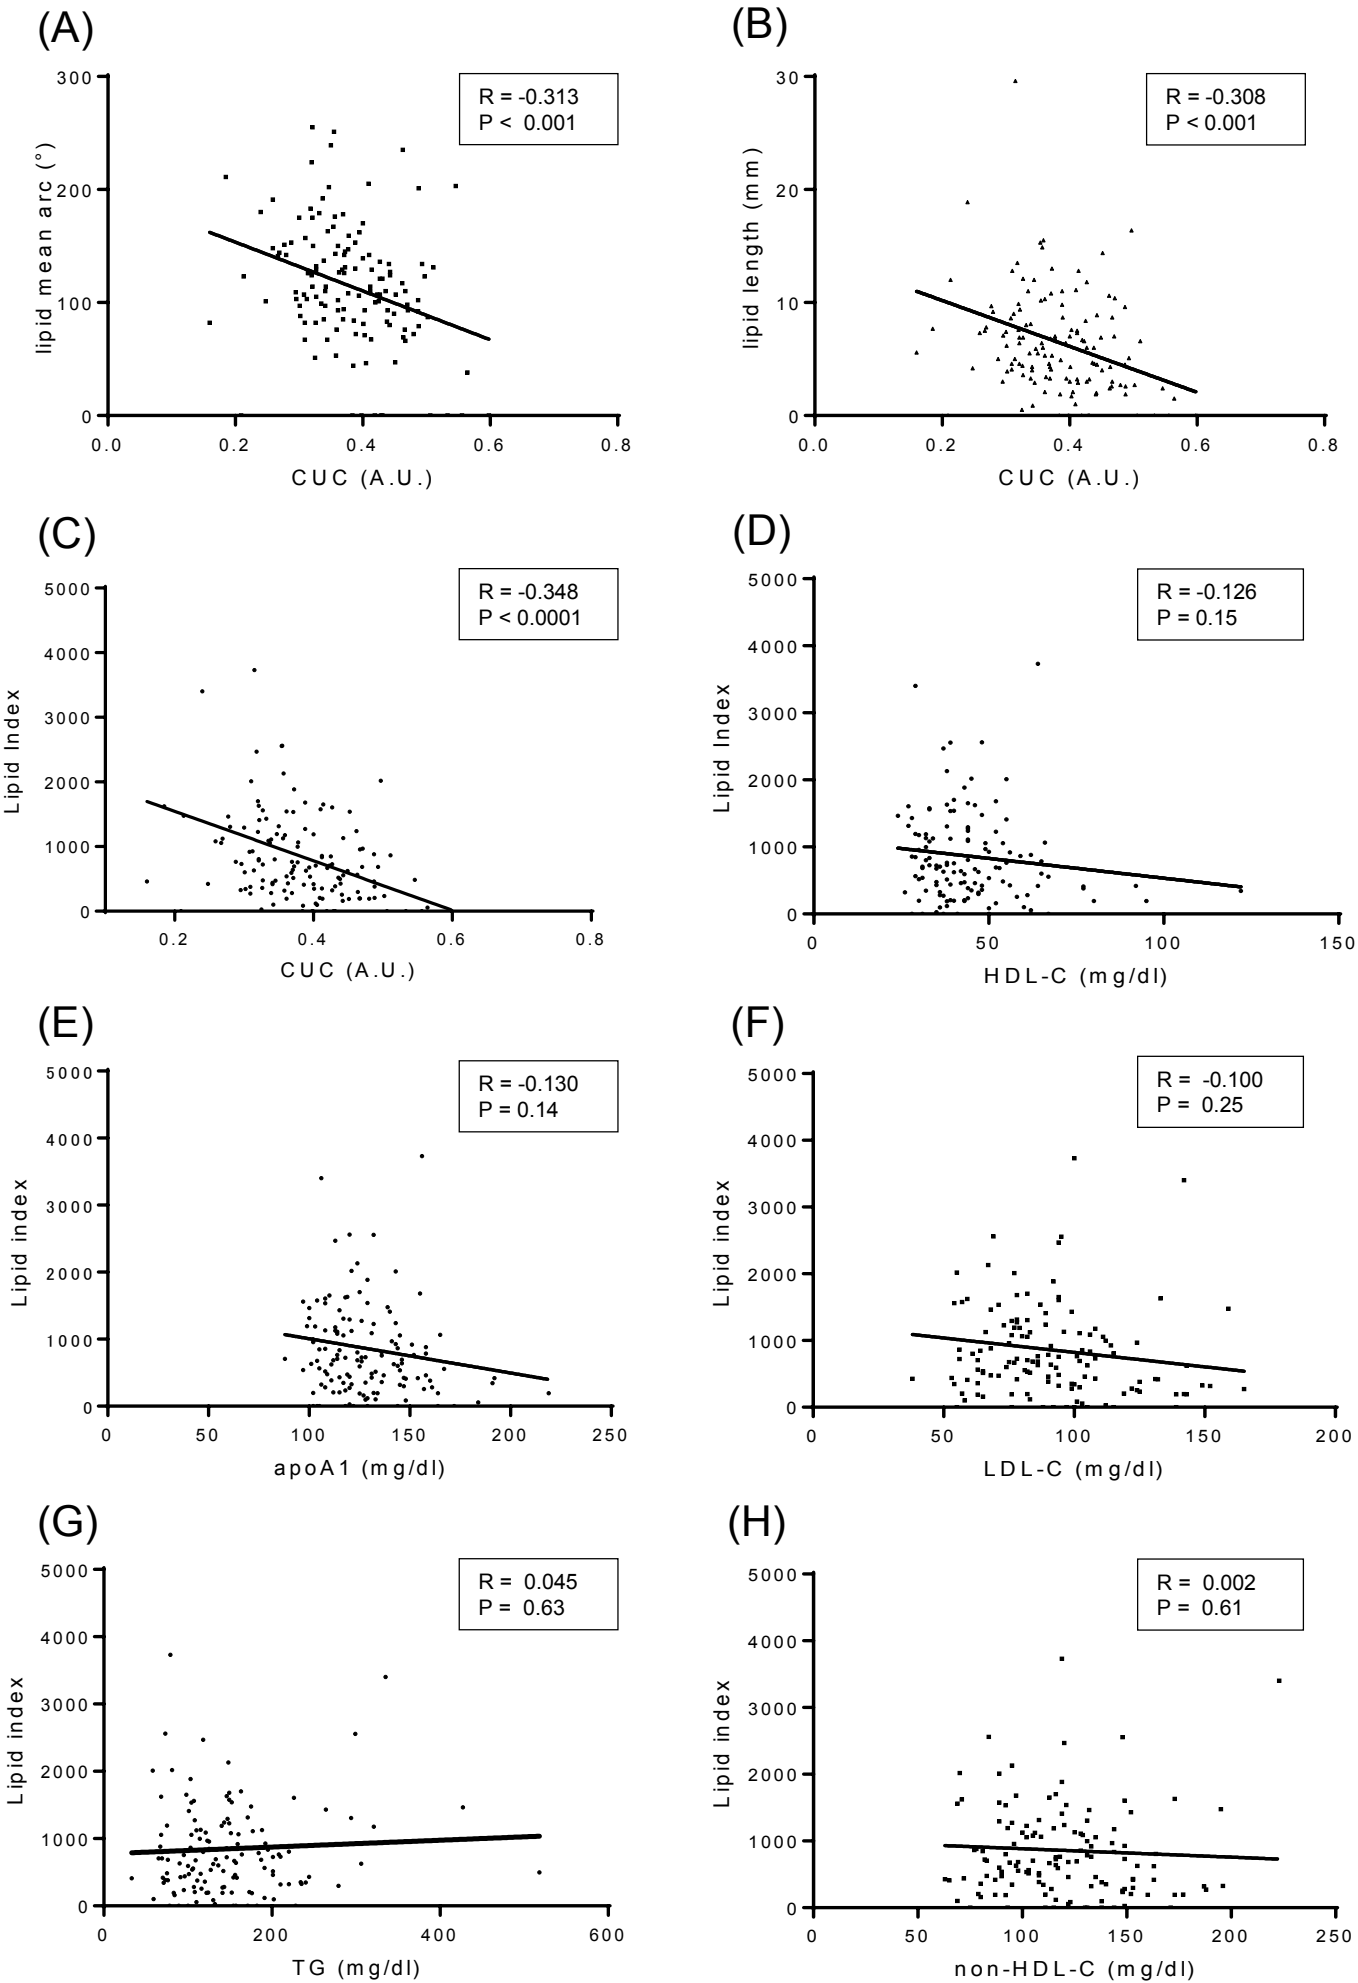 (A)
R = -0.313
P < 0.001
lipid mean arc (°)
300
200
100
0
0.0 0.2 0.4 0.6 0.8
CUC (A.U.)
(B)
R = -0.308
P < 0.001
lipid length (mm)
30
20
10
0
0.0 0.2 0.4 0.6 0.8
CUC (A.U.)
(C)
R = -0.348
P < 0.0001
Lipid Index
5000
4000
3000
2000
1000
0
0.2 0.4 0.6 0.8
CUC (A.U.)
(D)
R = -0.126
P = 0.15
Lipid Index
5000
4000
3000
2000
1000
0
0 50 100 150
HDL-C (mg/dl)
(E)
R = -0.130
P = 0.14
Lipid index
5000
4000
3000
2000
1000
0
0 50 100 150 200 250
apoA1 (mg/dl)
(F)
R = -0.100
P = 0.25
Lipid index
5000
4000
3000
2000
1000
0
0 50 100 150 200
LDL-C (mg/dl)
(G)
R = 0.045
P = 0.63
Lipid index
5000
4000
3000
2000
1000
0
0 200 400 600
TG (mg/dl)
(H)
R = 0.002
P = 0.61
Lipid index
5000
4000
3000
2000
1000
0
0 50 100 150 200 250
non-HDL-C (mg/dl)